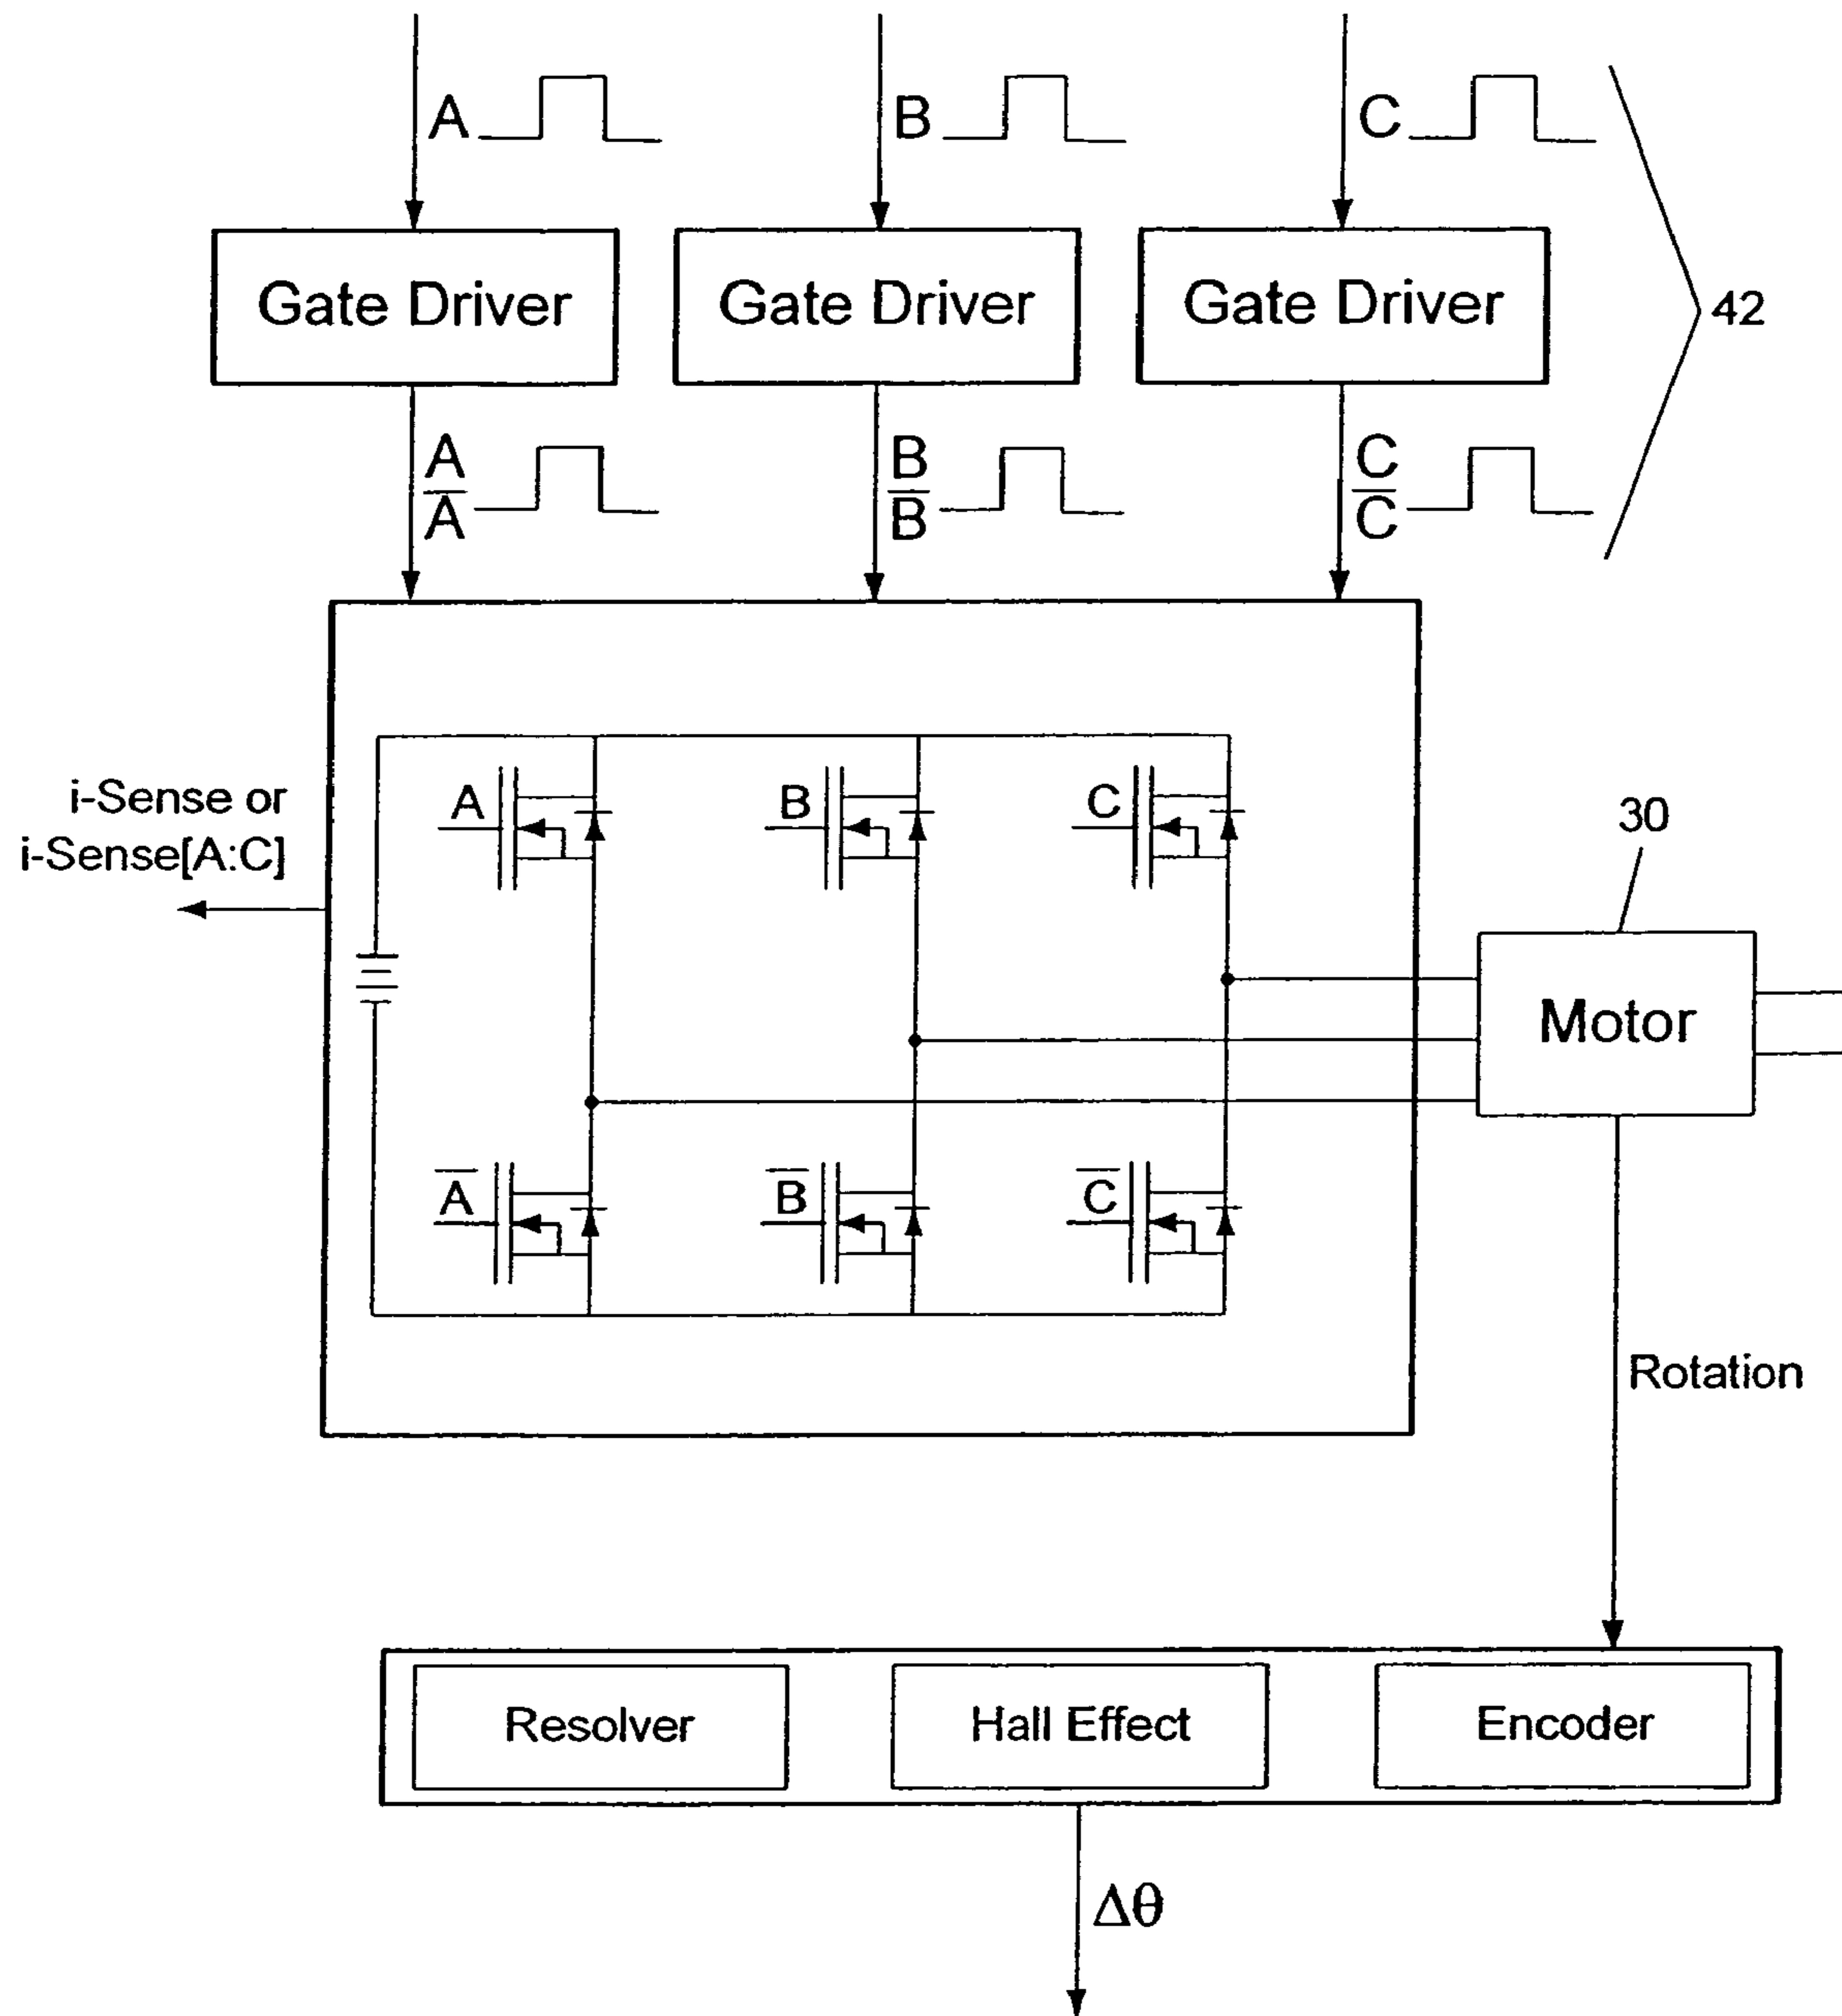 A
B
C
Gate Driver
Gate Driver
Gate Driver
42
A
A̅
B
B̅
C
C̅
i-Sense or
i-Sense[A:C]
A
B
C
30
Motor
A̅
B̅
C̅
Rotation
Resolver
Hall Effect
Encoder
Δθ